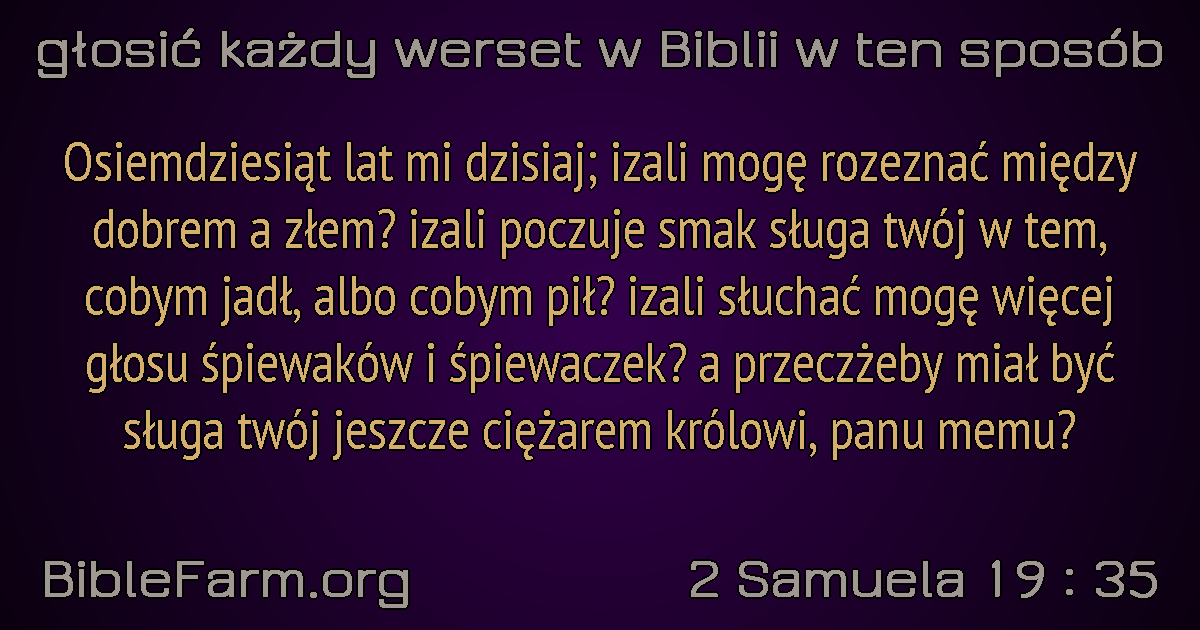 głosić każdy werset w Biblii w ten sposób
Osiemdziesiąt lat mi dzisiaj; izali mogę rozeznać między
dobrem a złem? izali poczuje smak sługa twój w tem,
cobym jadł, albo cobym pił? izali słuchać mogę więcej
głosu śpiewaków i śpiewaczek? a przeczżeby miał być
sługa twój jeszcze ciężarem królowi, panu memu?
BibleFarm.org
2 Samuela 19 : 35